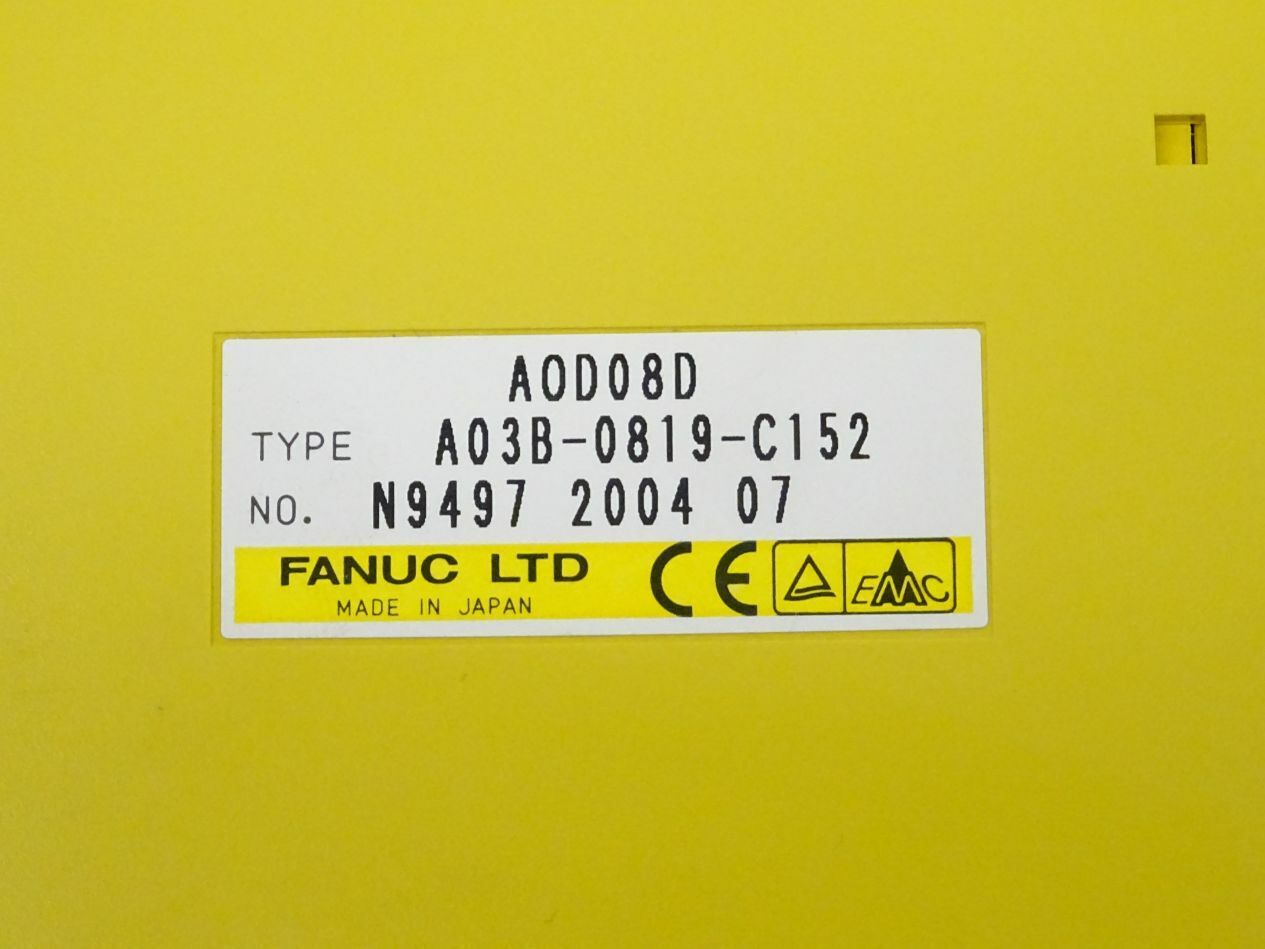 AOD08D
TYPE A03B-0819-C152
NO. N9497 2004 07
FANUC LTD CE EMC
MADE IN JAPAN